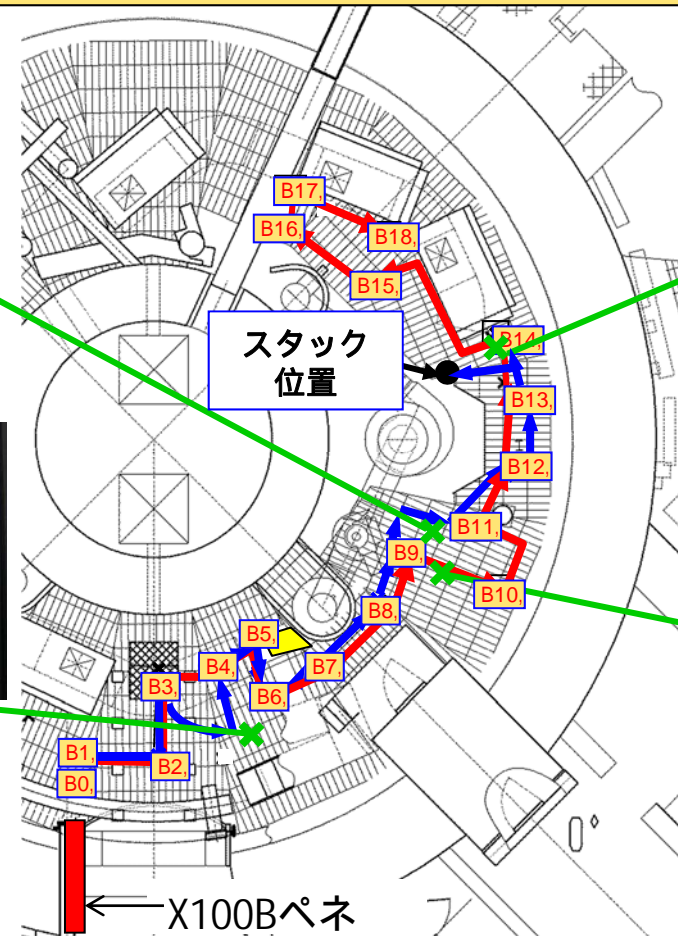 B17,
B16,
B18,
B15,
スタック
位置
B14,
B13,
B12,
B11,
B9,
B10,
B8,
B5,
B4,
B7,
B3,
B6,
B1,
B2,
B0,
X100Bペネ